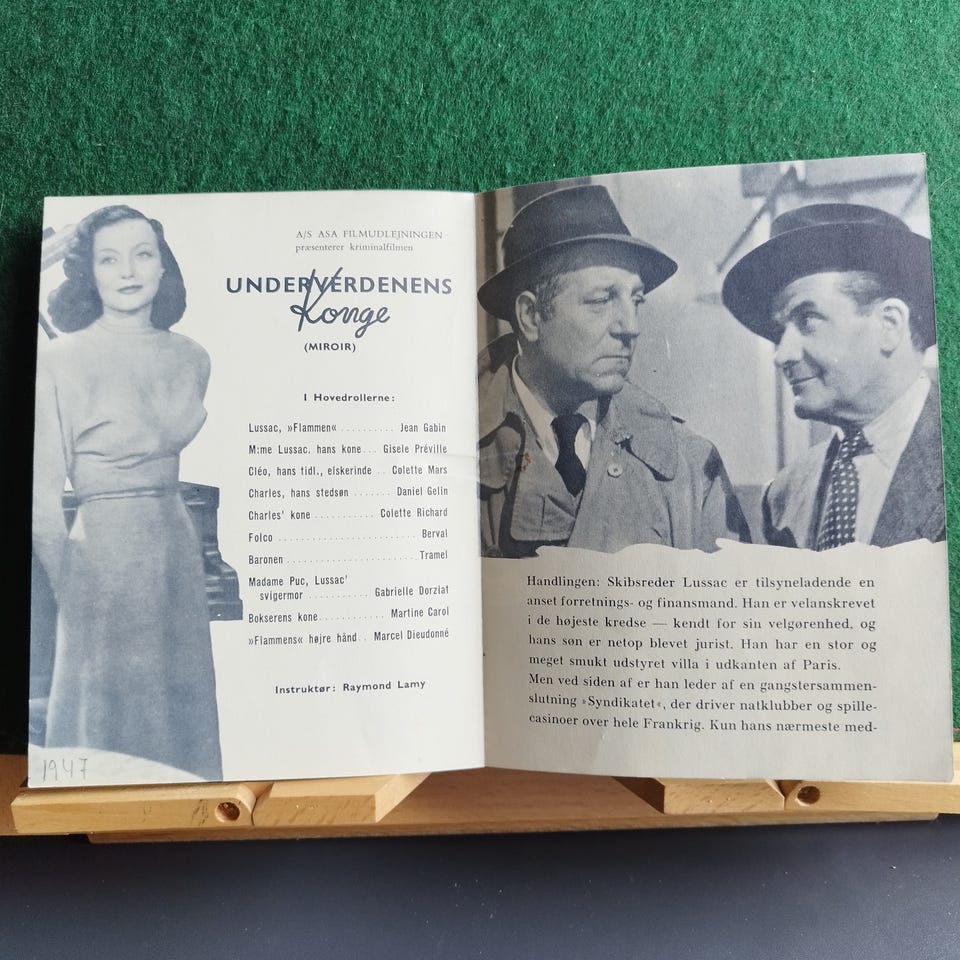 A/S ASA FILMUDLEJNINGEN
præsenterer kriminalfilmen
UNDERVERDENENS
Konge
(MIROIR)
I Hovedrollerne:
Lussac, »Flammen« .......... Jean Gabin
M:me Lussac. hans kone... Gisele Préville
Cléo, hans tidl., elskerinde .. Colette Mars
Charles, hans stedsøn ....... Daniel Gelin
Charles' kone ........... Colette Richard
Folco ......................... Berval
Baronen ....................... Tramel
Madame Puc, Lussac'
svigermor .......... Gabrielle Dorziat
Bokserens kone............ Martine Carol
»Flammens« højre hånd.. Marcel Dieudonné
Instruktør: Raymond Lamy
1947
Handlingen: Skibsreder Lussac er tilsyneladende en
anset forretnings- og finansmand. Han er velanskrevet
i de højeste kredse — kendt for sin velgørenhed, og
hans søn er netop blevet jurist. Han har en stor og
meget smukt udstyret villa i udkanten af Paris.
Men ved siden af er han leder af en gangstersammen-
slutning »Syndikatet«, der driver natklubber og spille-
casinoer over hele Frankrig. Kun hans nærmeste med-